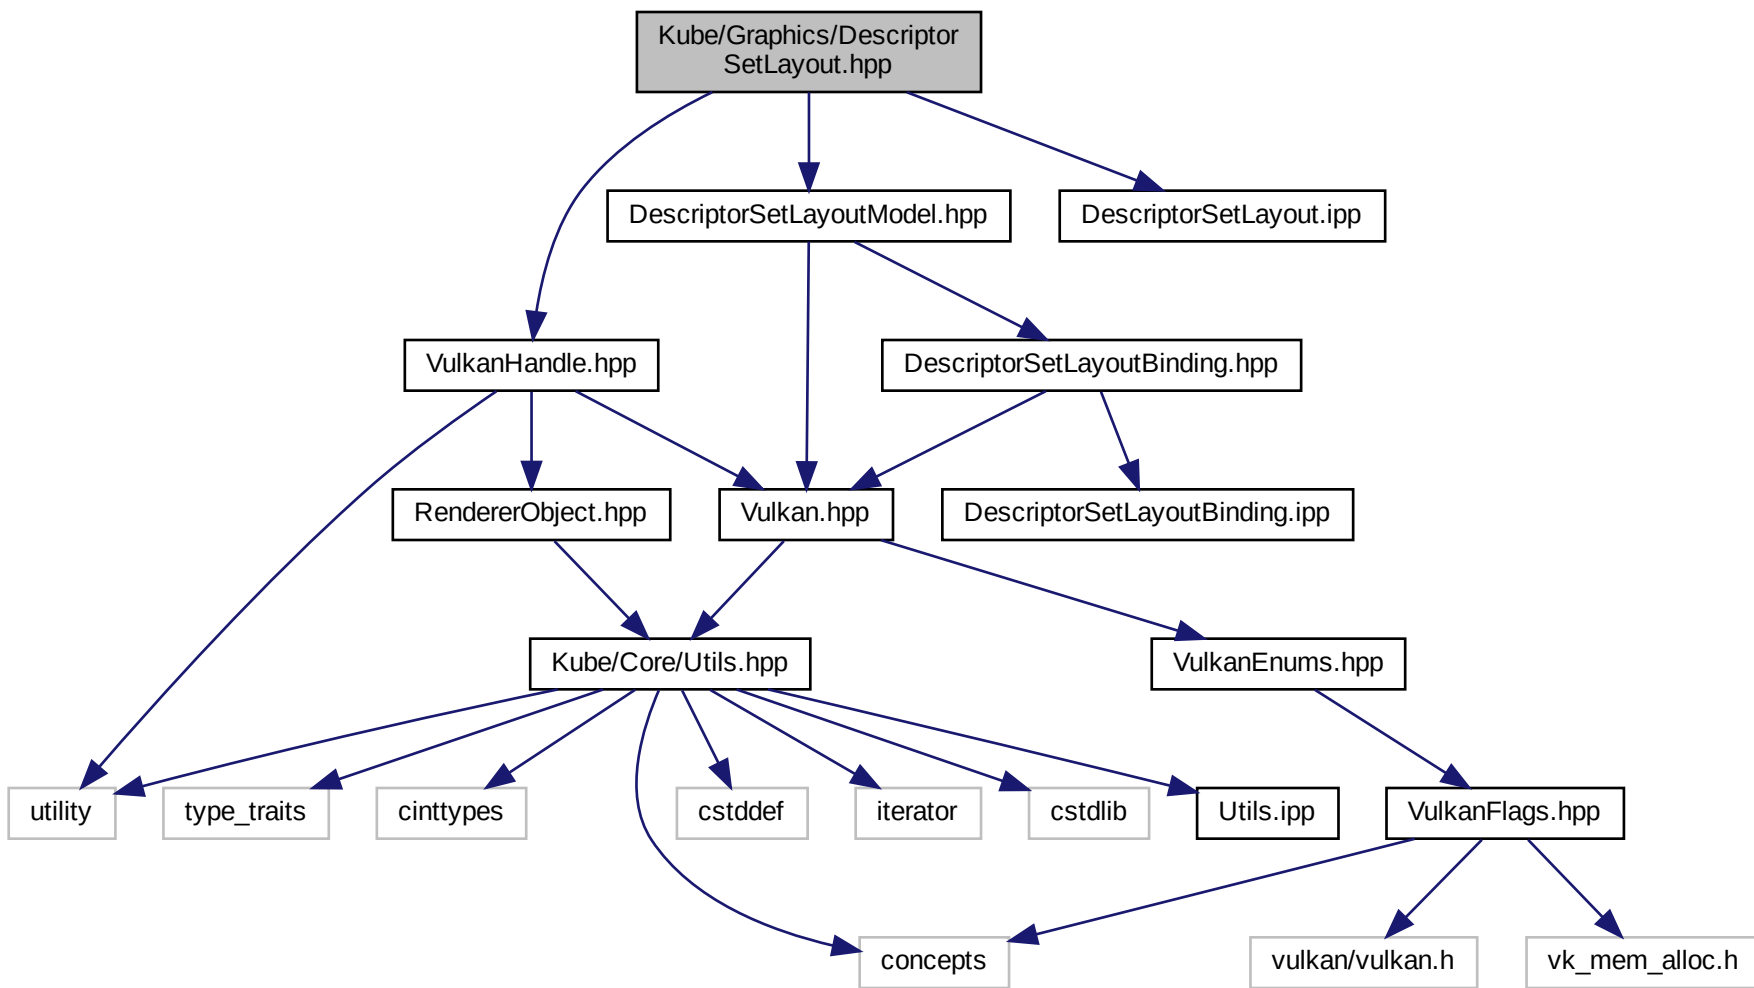 Kube/Graphics/Descriptor
SetLayout.hpp
DescriptorSetLayoutModel.hpp
DescriptorSetLayout.ipp
VulkanHandle.hpp
DescriptorSetLayoutBinding.hpp
RendererObject.hpp
Vulkan.hpp
DescriptorSetLayoutBinding.ipp
Kube/Core/Utils.hpp
VulkanEnums.hpp
utility
type_traits
cinttypes
cstddef
iterator
cstdlib
Utils.ipp
VulkanFlags.hpp
concepts
vulkan/vulkan.h
vk_mem_alloc.h